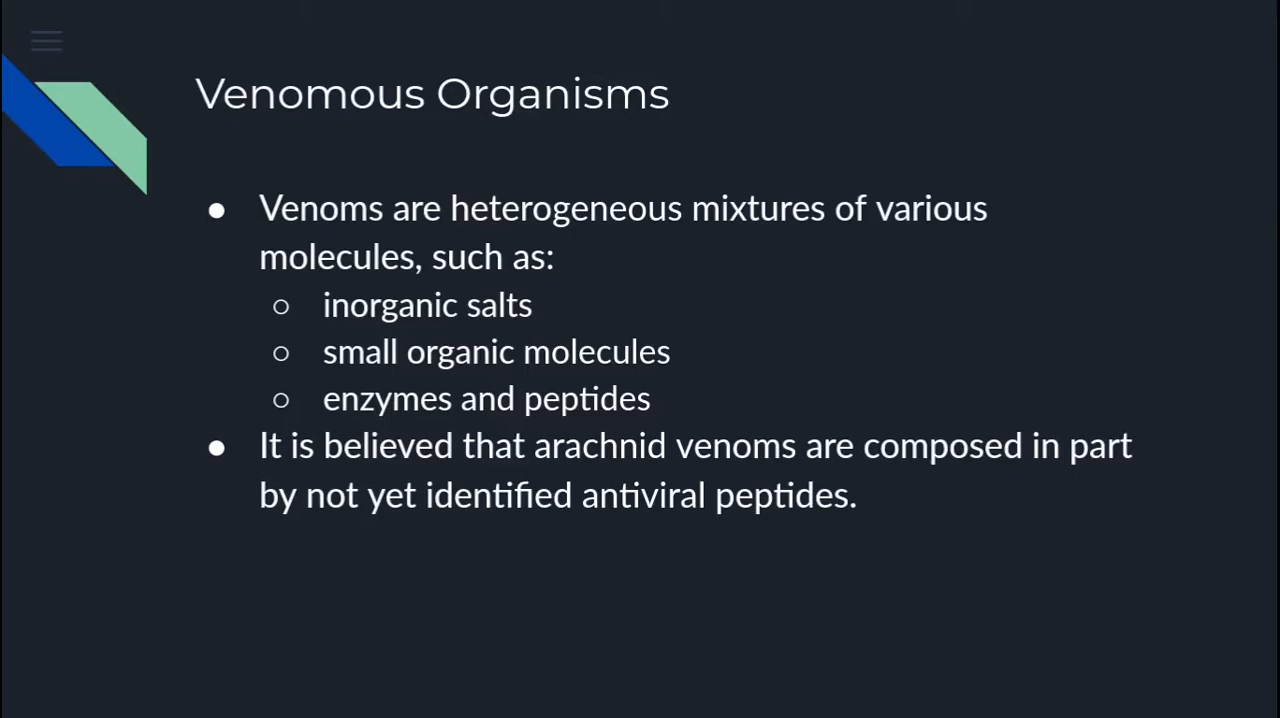 Venomous Organisms
● Venoms are heterogeneous mixtures of various
molecules, such as:
○ inorganic salts
○ small organic molecules
○ enzymes and peptides
● It is believed that arachnid venoms are composed in part
by not yet identified antiviral peptides.